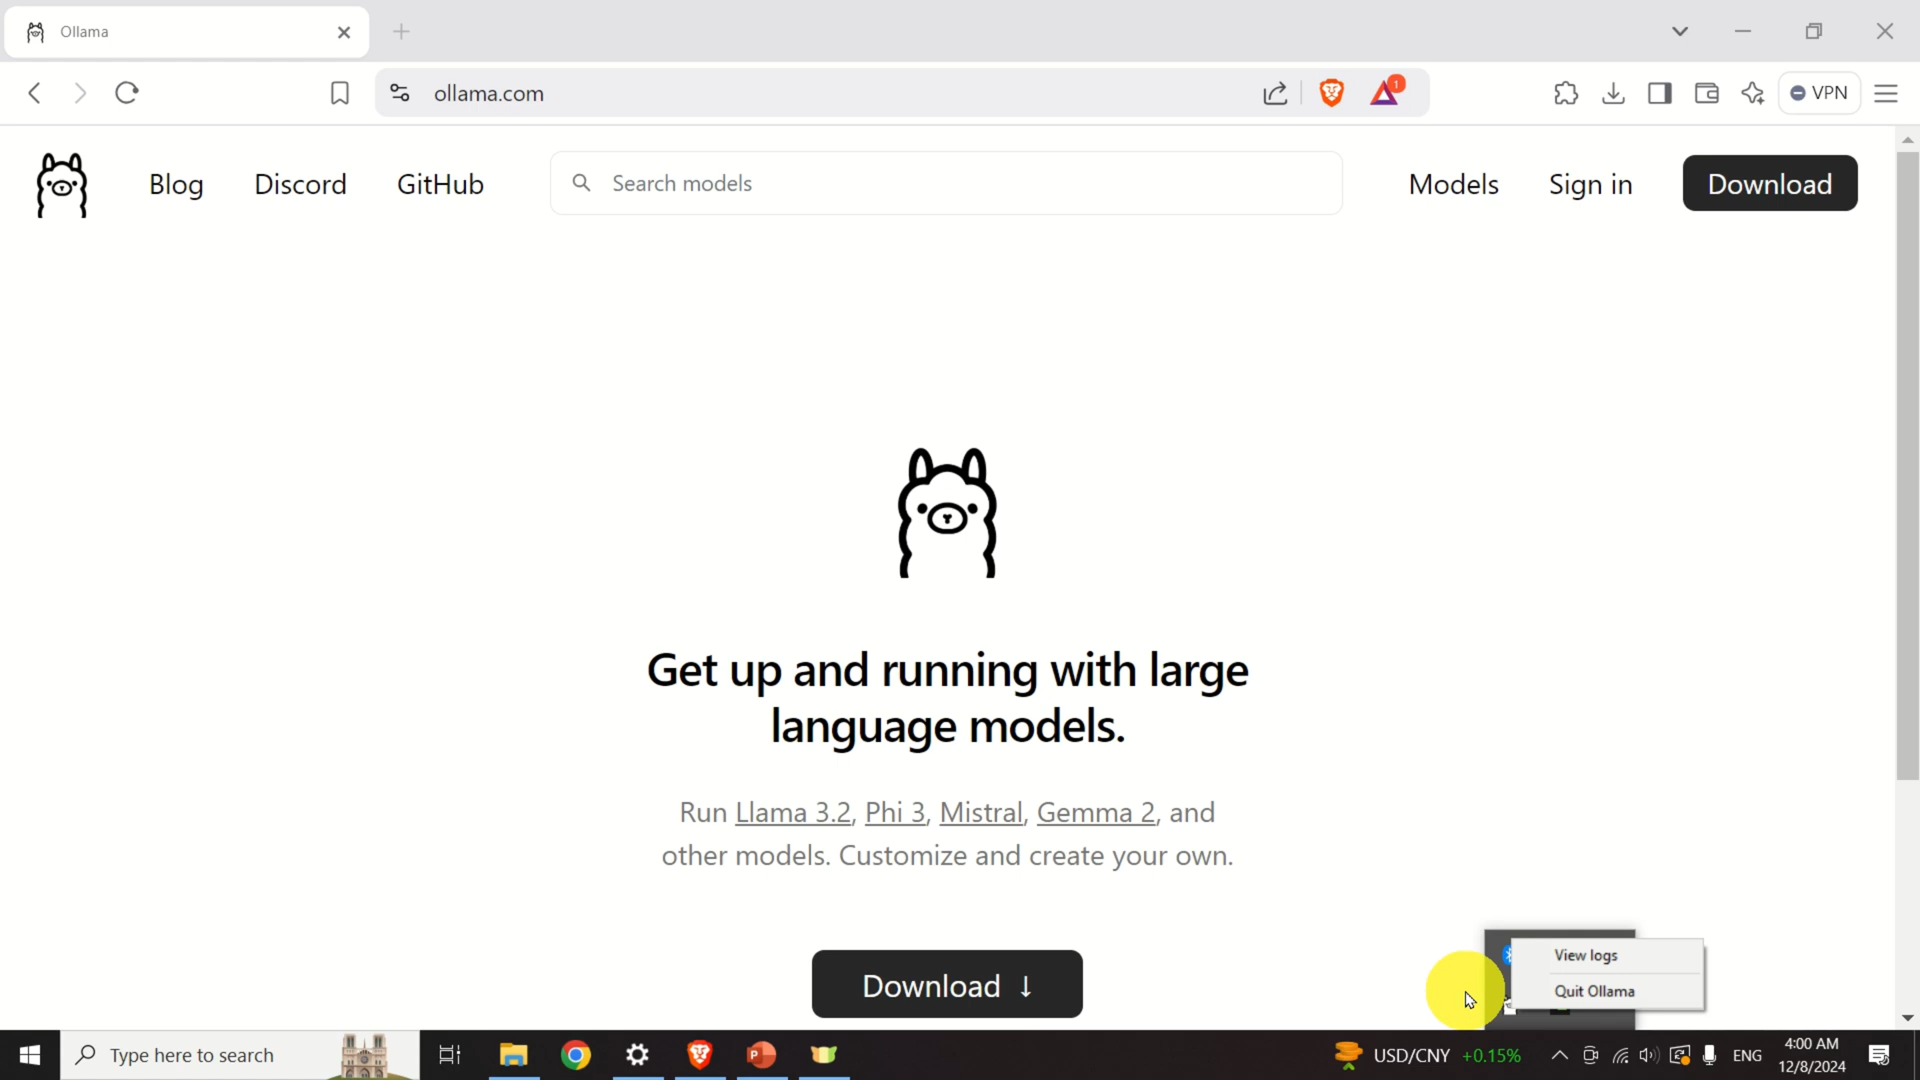 Ollama
ollama.com
1
VPN
Blog
Discord
GitHub
Search models
Models
Sign in
Download
Get up and running with large
language models.
Run Llama 3.2, Phi 3, Mistral, Gemma 2, and
other models. Customize and create your own.
Download ↓
View logs
Quit Ollama
Type here to search
USD/CNY +0.15%
ENG
4:00 AM
12/8/2024